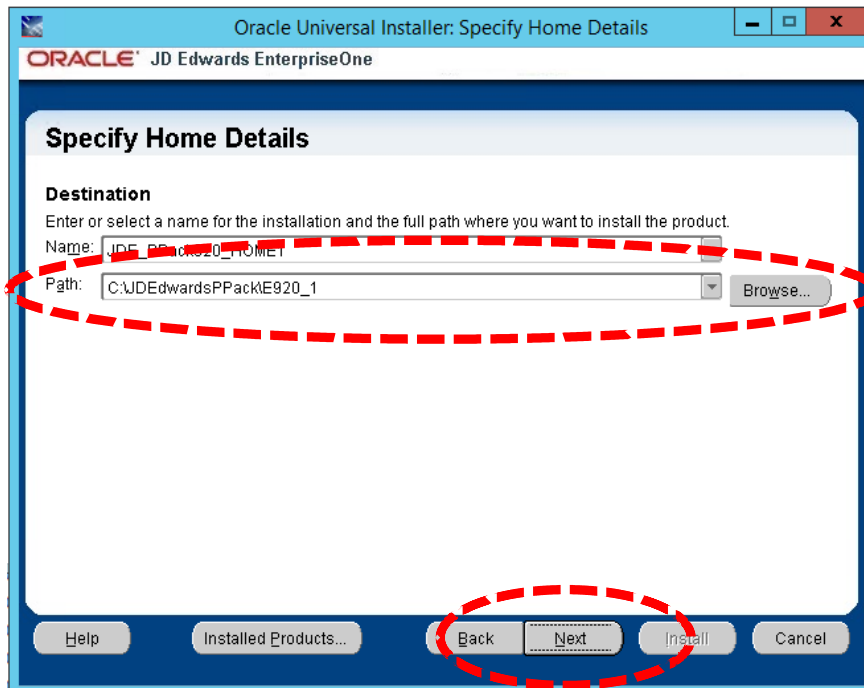 Oracle Universal Installer: Specify Home Details
ORACLE JD Edwards EnterpriseOne
Specify Home Details
Destination
Enter or select a name for the installation and the full path where you want to install the product.
Name: JDE_PPack920_HOME1
Path: C:\JDEdwardsPPack\E920_1 Browse...
Help Installed Products... Back Next Install Cancel